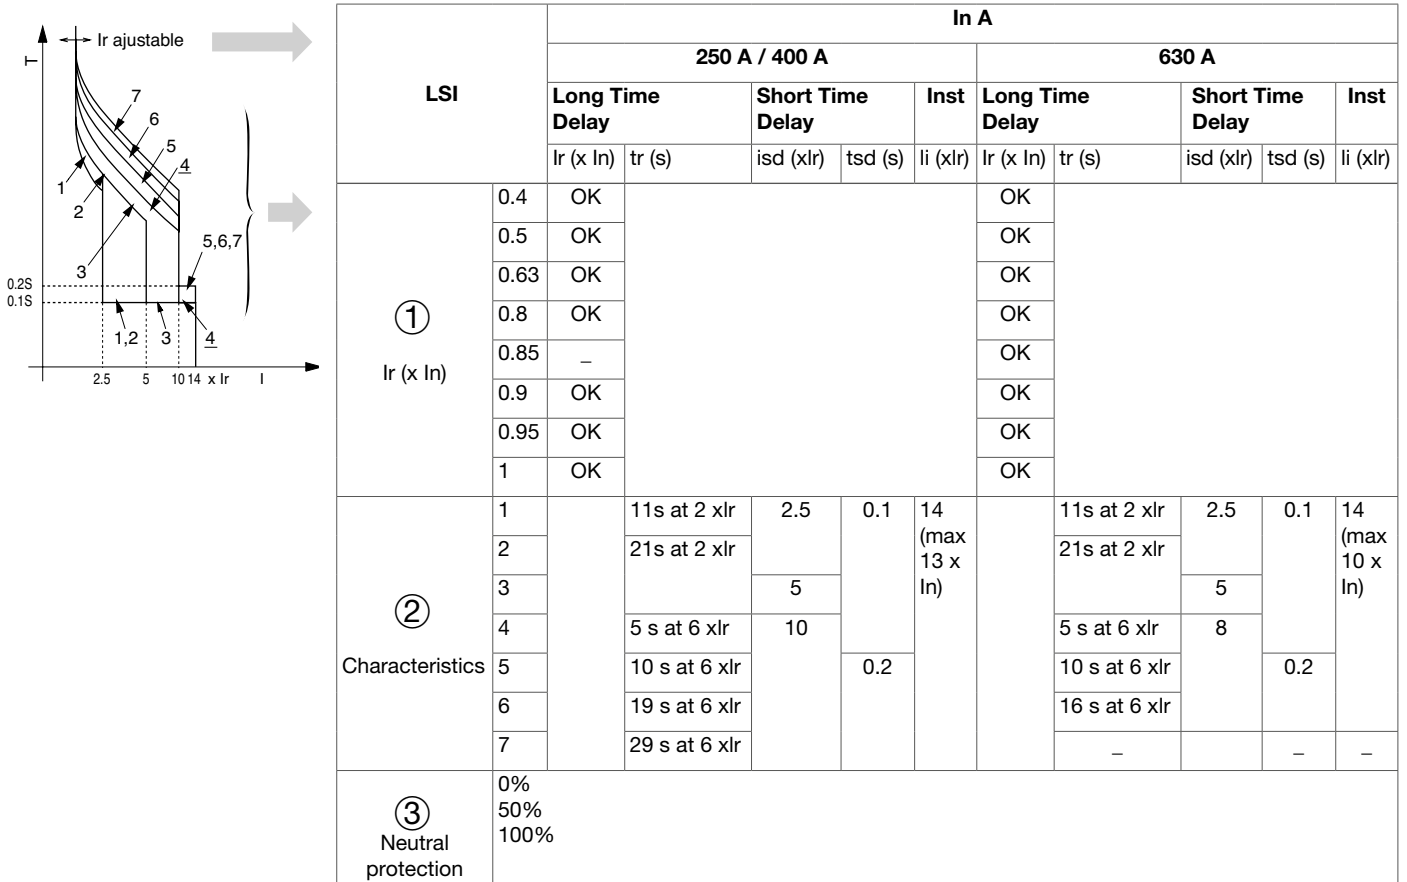 T
Ir ajustable
7
6
5
4
1
2
3
5,6,7
0.2S
0.1S
1,2
3
4
2.5
5
10 14 x Ir
I
LSI
In A
250 A / 400 A
630 A
Long Time Delay
Short Time Delay
Inst
Long Time Delay
Short Time Delay
Inst
Ir (x In) tr (s) isd (xIr) tsd (s) Ii (xIr) Ir (x In) tr (s) isd (xIr) tsd (s) Ii (xIr)
① Ir (x In)
0.4 OK OK
0.5 OK OK
0.63 OK OK
0.8 OK OK
0.85 _ OK
0.9 OK OK
0.95 OK OK
1 OK OK
② Characteristics
1 11s at 2 xIr 2.5 0.1 14 (max 13 x In) 11s at 2 xIr 2.5 0.1 14 (max 10 x In)
2 21s at 2 xIr 21s at 2 xIr
3 5 5
4 5 s at 6 xIr 10 5 s at 6 xIr 8
5 10 s at 6 xIr 0.2 10 s at 6 xIr 0.2
6 19 s at 6 xIr 16 s at 6 xIr
7 29 s at 6 xIr _ _ _
③
Neutral
protection
0%
50%
100%